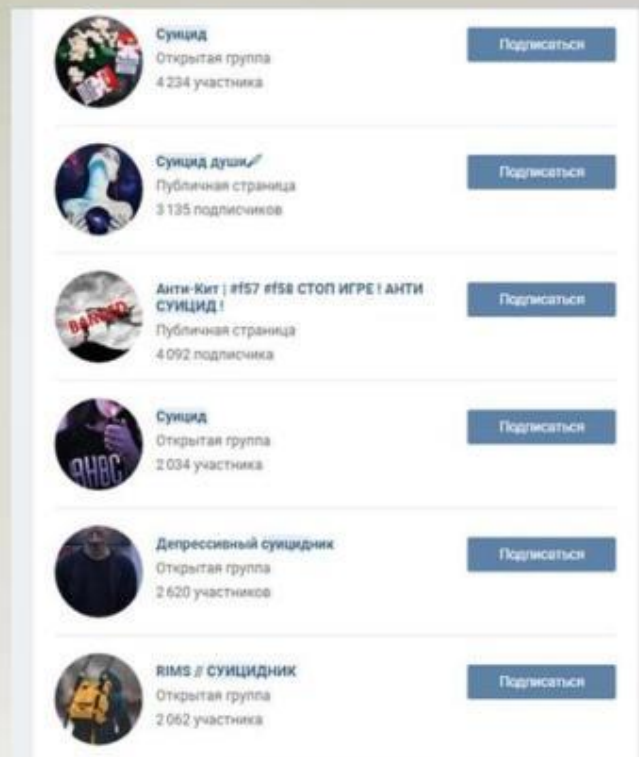 Суицид
Открытая группа
4 234 участника
Подписаться
Суицид души
Публичная страница
3 135 подписчиков
Подписаться
Анти-Кит | #f57 #f58 СТОП ИГРЕ ! АНТИ
СУИЦИД !
Публичная страница
4 092 подписчика
Подписаться
BANNED
Суицид
Открытая группа
2 034 участника
Подписаться
Депрессивный суицидник
Открытая группа
2 620 участников
Подписаться
RIMS // СУИЦИДНИК
Открытая группа
2 062 участника
Подписаться